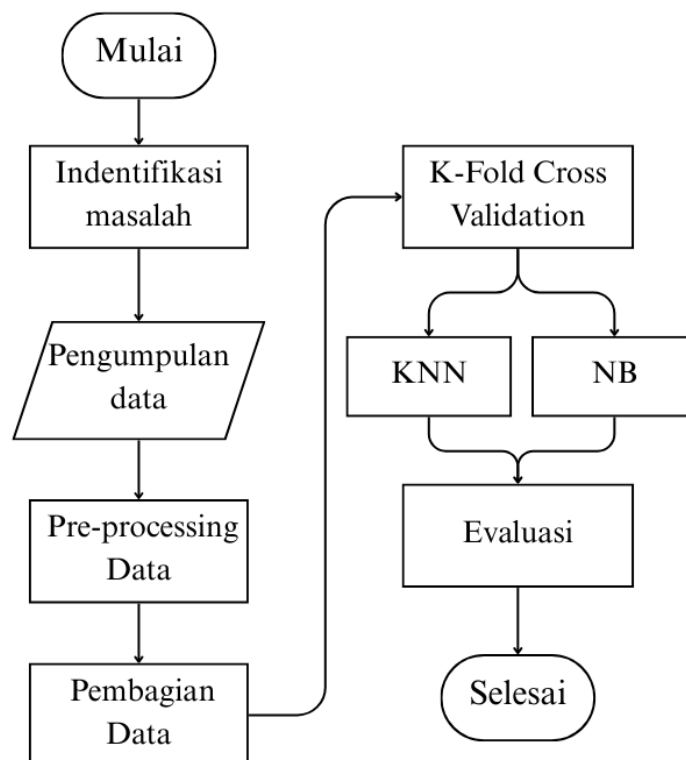 Mulai
Indentifikasi
masalah
Pengumpulan
data
Pre-processing
Data
Pembagian
Data
K-Fold Cross
Validation
KNN
NB
Evaluasi
Selesai